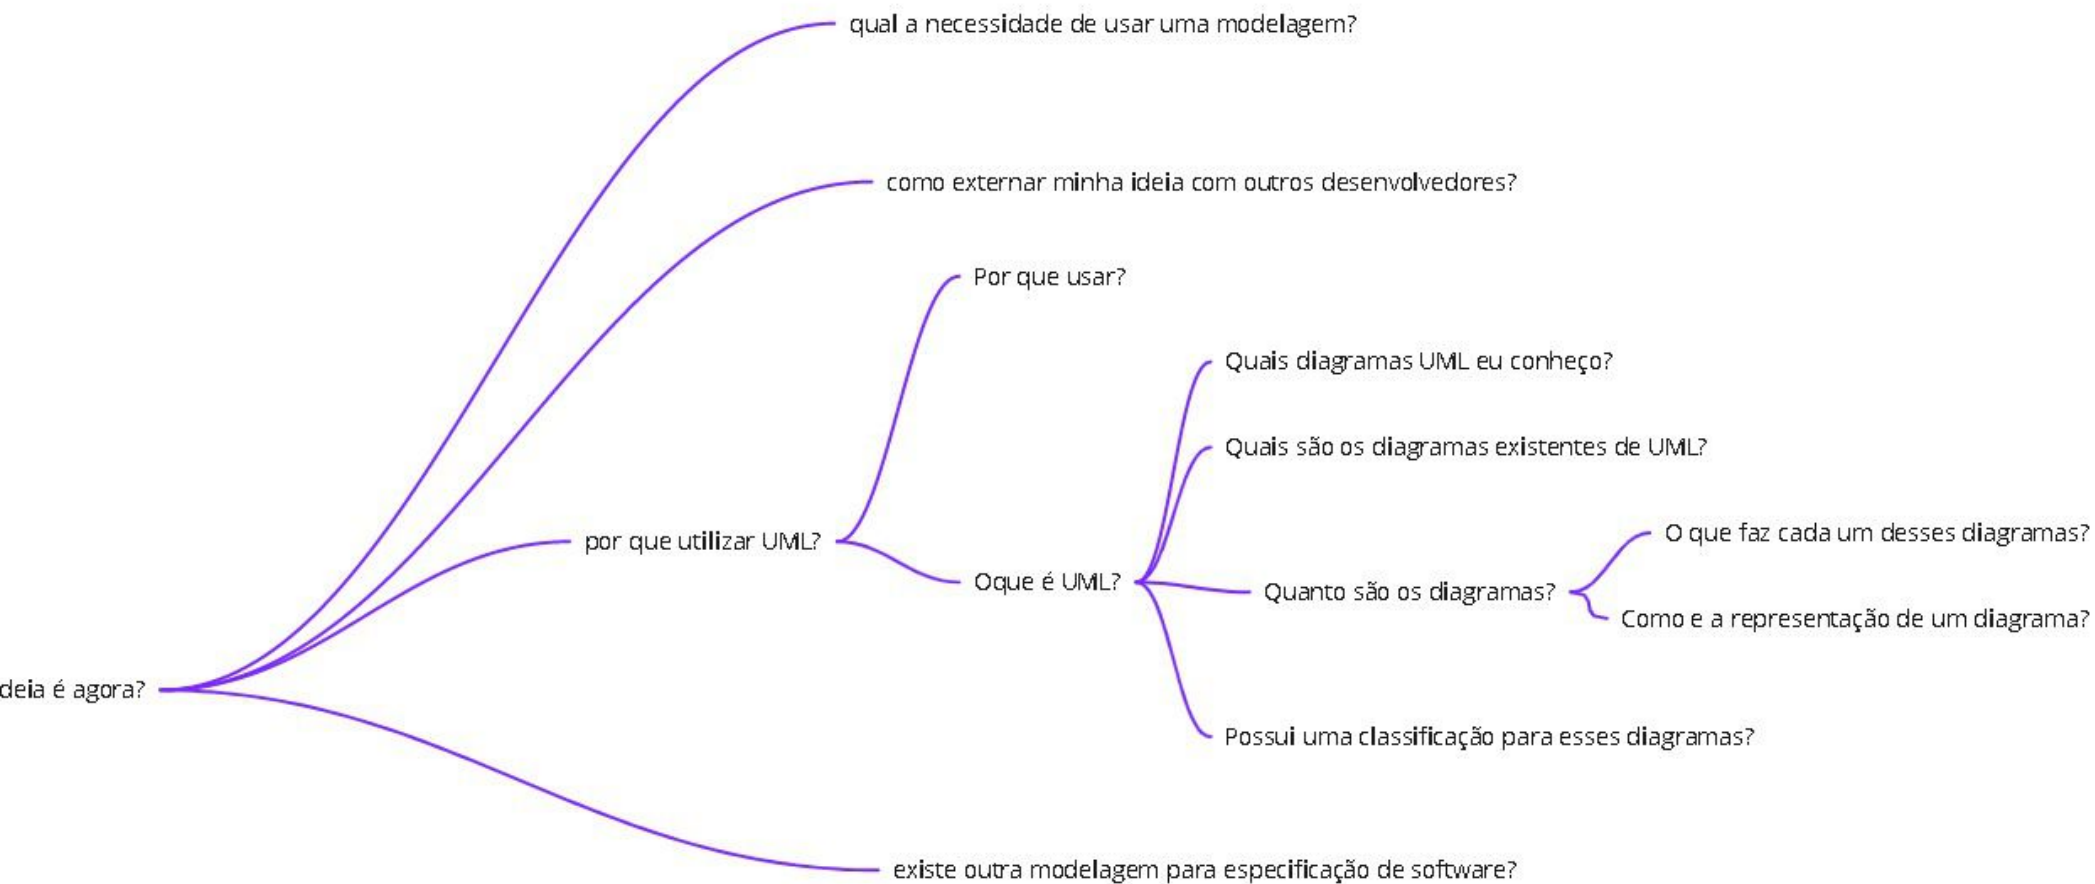 qual a necessidade de usar uma modelagem?
como externar minha ideia com outros desenvolvedores?
Por que usar?
Quais diagramas UML eu conheço?
Quais são os diagramas existentes de UML?
O que faz cada um desses diagramas?
por que utilizar UML?
Oque é UML?
Quanto são os diagramas?
Como e a representação de um diagrama?
deia é agora?
Possui uma classificação para esses diagramas?
existe outra modelagem para especificação de software?